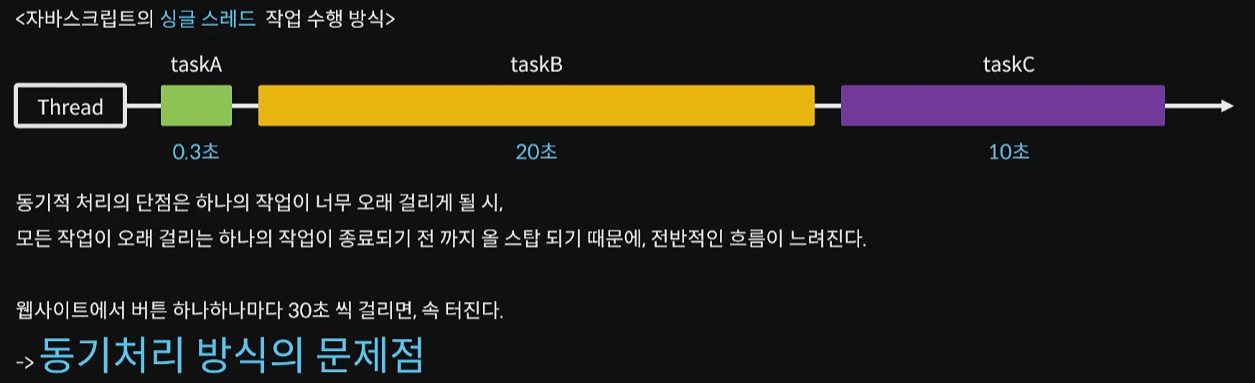 <자바스크립트의 싱글 스레드 작업 수행 방식>
taskA taskB taskC
Thread
0.3초 20초 10초
동기적 처리의 단점은 하나의 작업이 너무 오래 걸리게 될 시,
모든 작업이 오래 걸리는 하나의 작업이 종료되기 전 까지 올 스탑 되기 때문에, 전반적인 흐름이 느려진다.
웹사이트에서 버튼 하나하나마다 30초 씩 걸리면, 속 터진다.
-> 동기처리 방식의 문제점